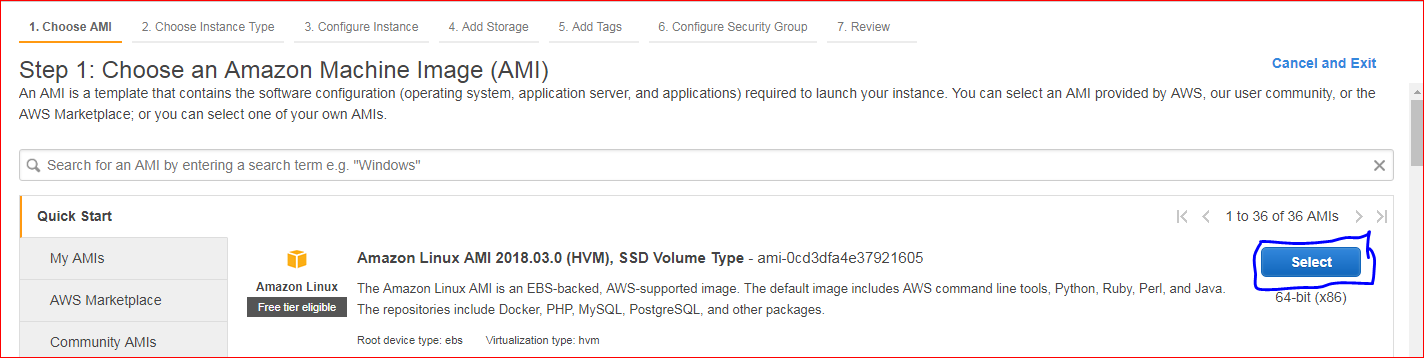 1. Choose AMI 2. Choose Instance Type 3. Configure Instance 4. Add Storage 5. Add Tags 6. Configure Security Group 7. Review
Step 1: Choose an Amazon Machine Image (AMI)
Cancel and Exit
An AMI is a template that contains the software configuration (operating system, application server, and applications) required to launch your instance. You can select an AMI provided by AWS, our user community, or the
AWS Marketplace; or you can select one of your own AMIs.
Search for an AMI by entering a search term e.g. "Windows"
Quick Start
1 to 36 of 36 AMIs
My AMIs
AWS Marketplace
Community AMIs
Amazon Linux
Free tier eligible
Amazon Linux AMI 2018.03.0 (HVM), SSD Volume Type - ami-0cd3dfa4e37921605
The Amazon Linux AMI is an EBS-backed, AWS-supported image. The default image includes AWS command line tools, Python, Ruby, Perl, and Java.
The repositories include Docker, PHP, MySQL, PostgreSQL, and other packages.
Root device type: ebs Virtualization type: hvm
Select
64-bit (x86)